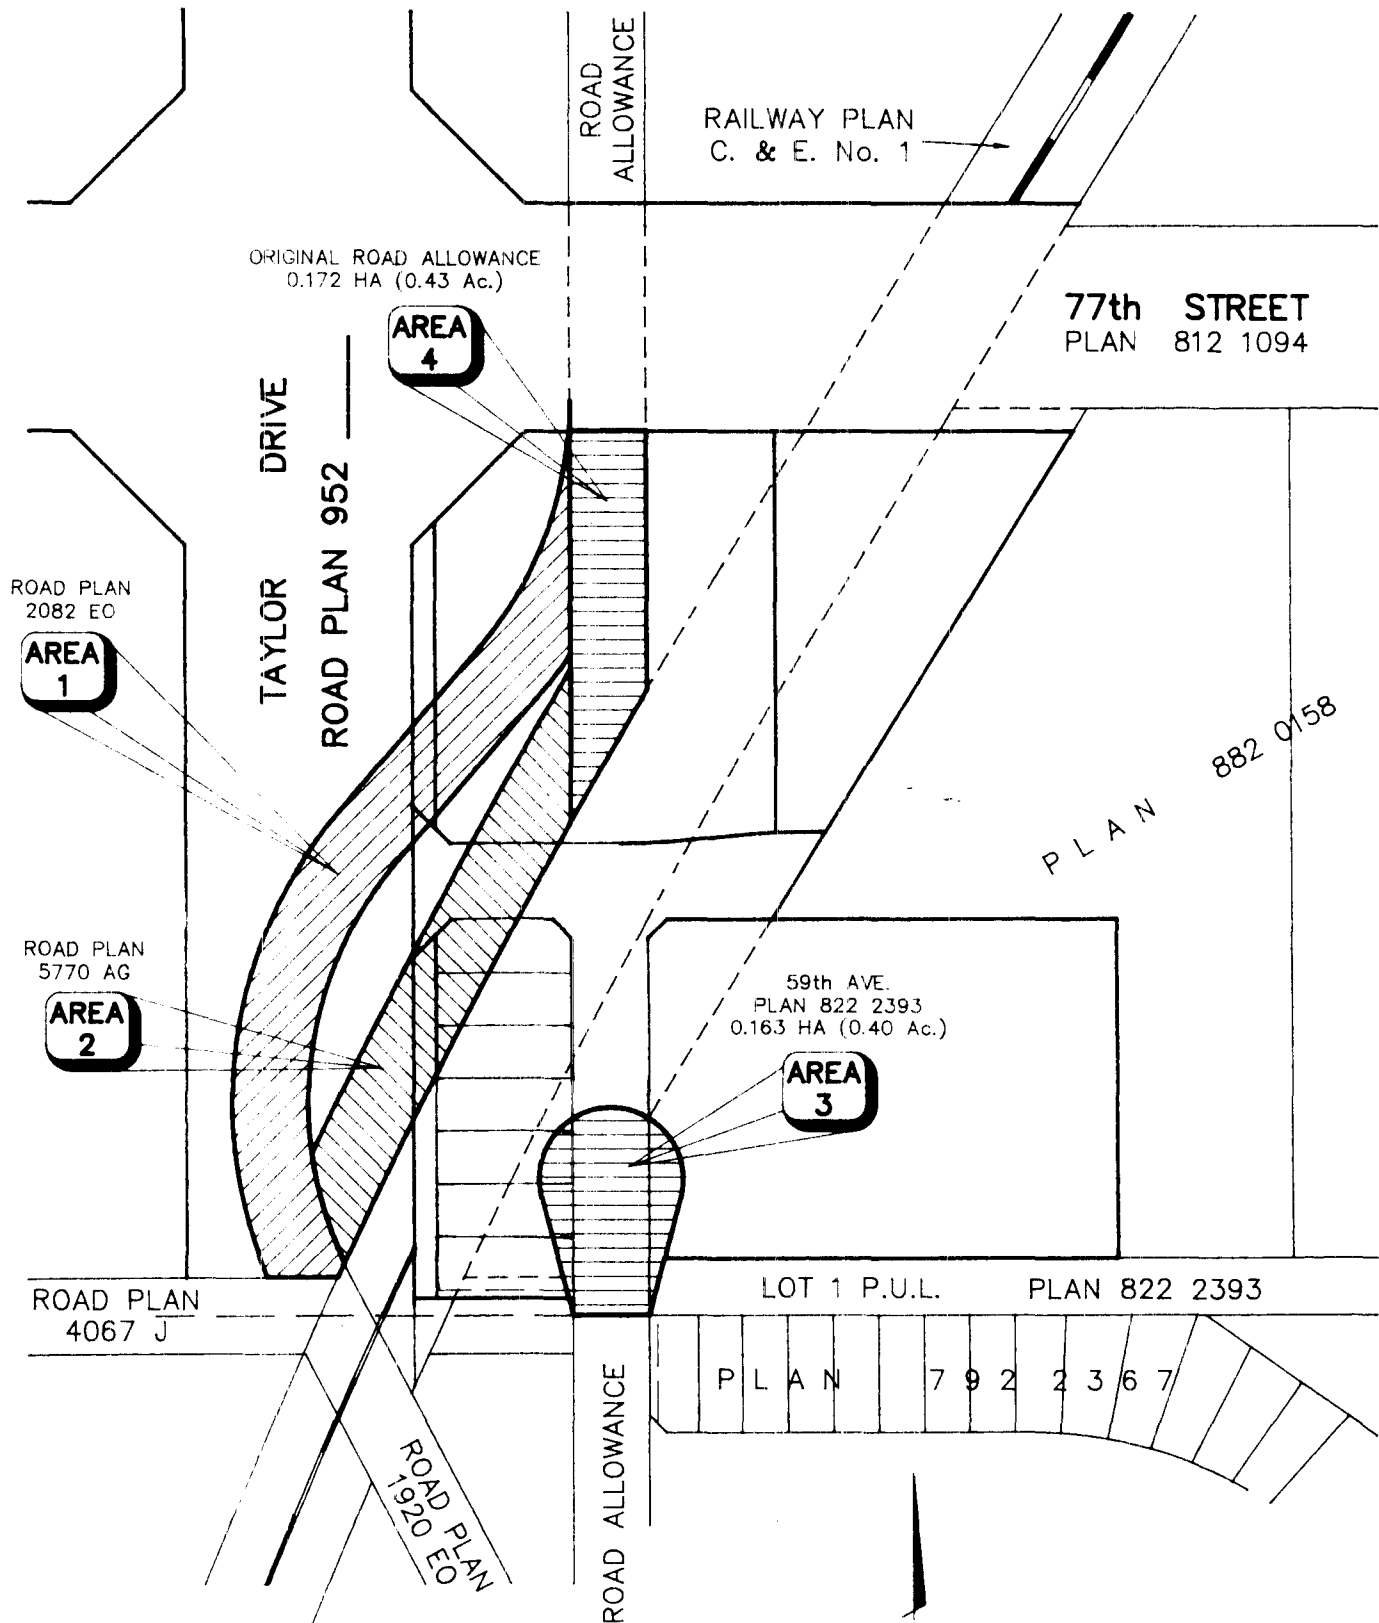 ROAD
ALLOWANCE
RAILWAY PLAN
C. & E. No. 1
ORIGINAL ROAD ALLOWANCE
0.172 HA (0.43 Ac.)
AREA
4
77th STREET
PLAN 812 1094
TAYLOR DRIVE
ROAD PLAN 952
ROAD PLAN
2082 EO
AREA
1
PLAN 882 0158
ROAD PLAN
5770 AG
AREA
2
59th AVE.
PLAN 822 2393
0.163 HA (0.40 Ac.)
AREA
3
LOT 1 P.U.L. PLAN 822 2393
ROAD PLAN
4067 J
PLAN 792 2367
ROAD PLAN
1920 EO
ROAD ALLOWANCE